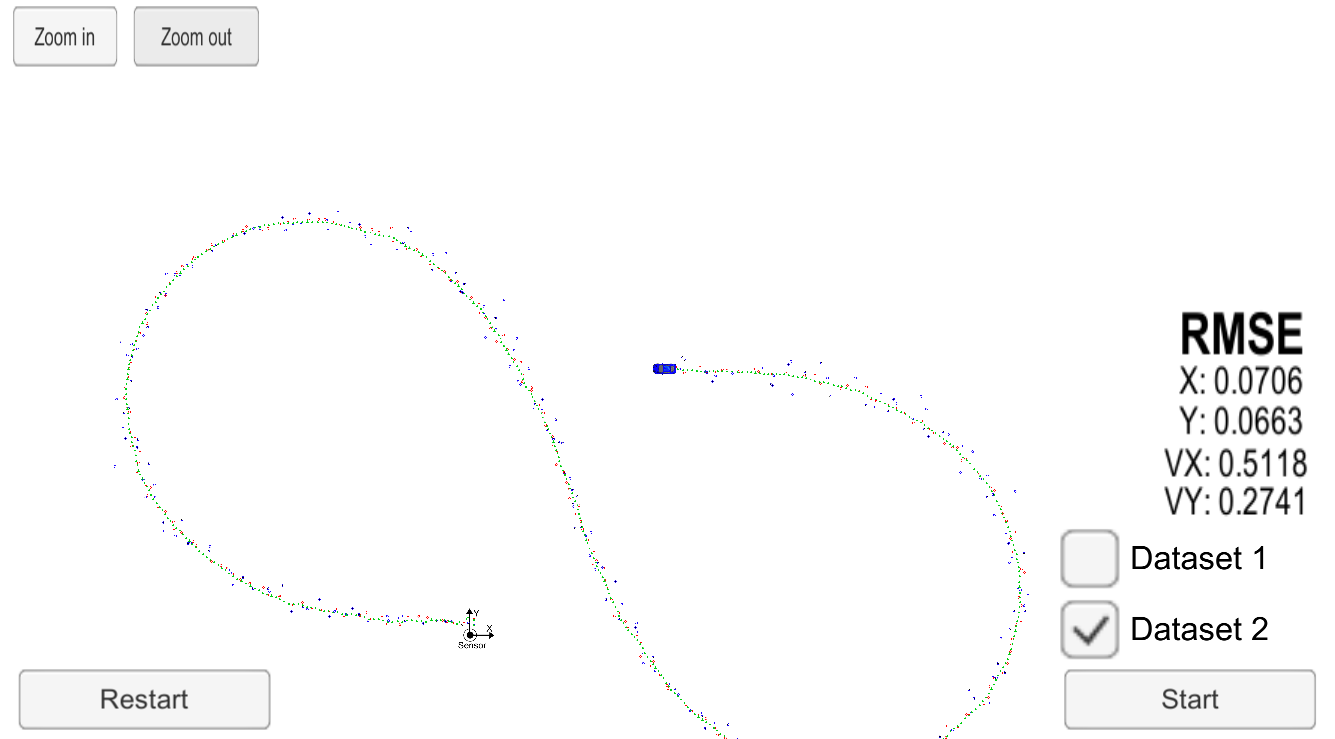 Zoom in
Zoom out
RMSE
X: 0.0706
Y: 0.0663
VX: 0.5118
VY: 0.2741
Dataset 1
Dataset 2
Y
X
Sensor
Restart
Start